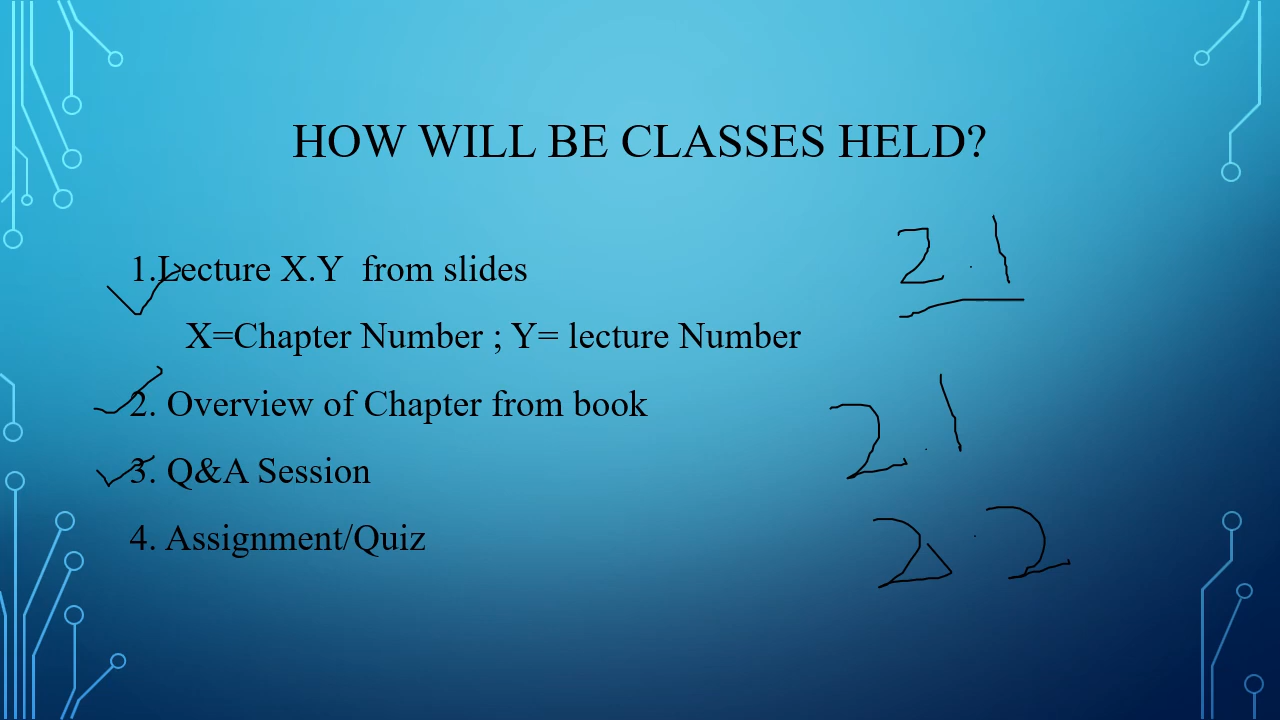 HOW WILL BE CLASSES HELD?
1.Lecture X.Y from slides
2.1
X=Chapter Number ; Y= lecture Number
2. Overview of Chapter from book
2.1
3. Q&A Session
4. Assignment/Quiz
2.2